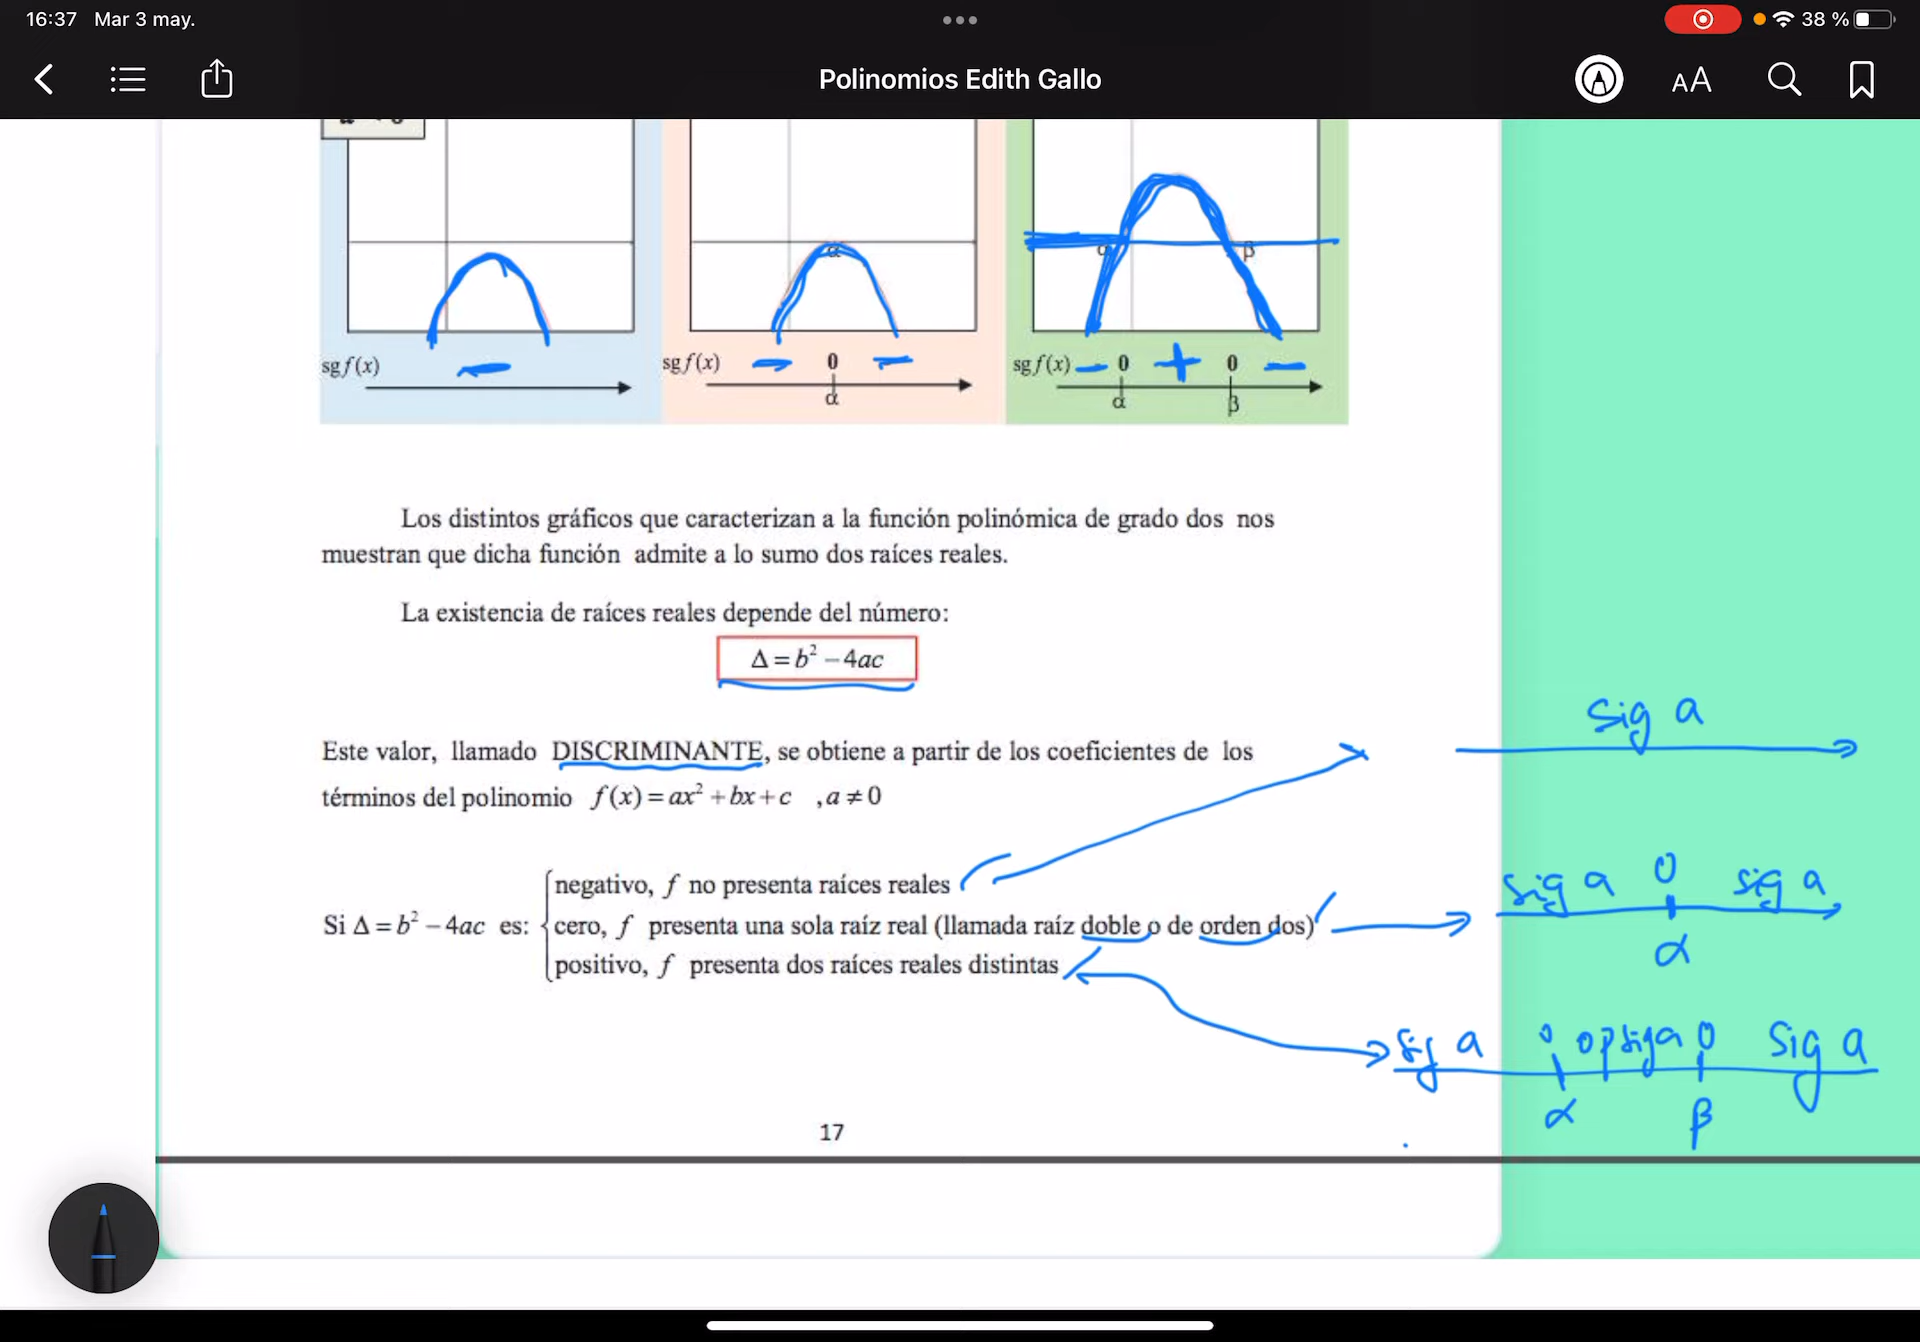 16:37 Mar 3 may.
38 %
Polinomios Edith Gallo
AA
α
α β
sg f(x) −
sg f(x) − 0 −
α
sg f(x) − 0 + 0 −
α β
Los distintos gráficos que caracterizan a la función polinómica de grado dos nos
muestran que dicha función admite a lo sumo dos raíces reales.
La existencia de raíces reales depende del número:
Δ = b² − 4ac
Este valor, llamado DISCRIMINANTE, se obtiene a partir de los coeficientes de los
términos del polinomio f(x) = ax² + bx + c , a ≠ 0
sig a
negativo, f no presenta raíces reales
Si Δ = b² − 4ac es: cero, f presenta una sola raíz real (llamada raíz doble o de orden dos)
positivo, f presenta dos raíces reales distintas
sig a 0 sig a
α
sig a 0 op sig a 0 sig a
α β
17